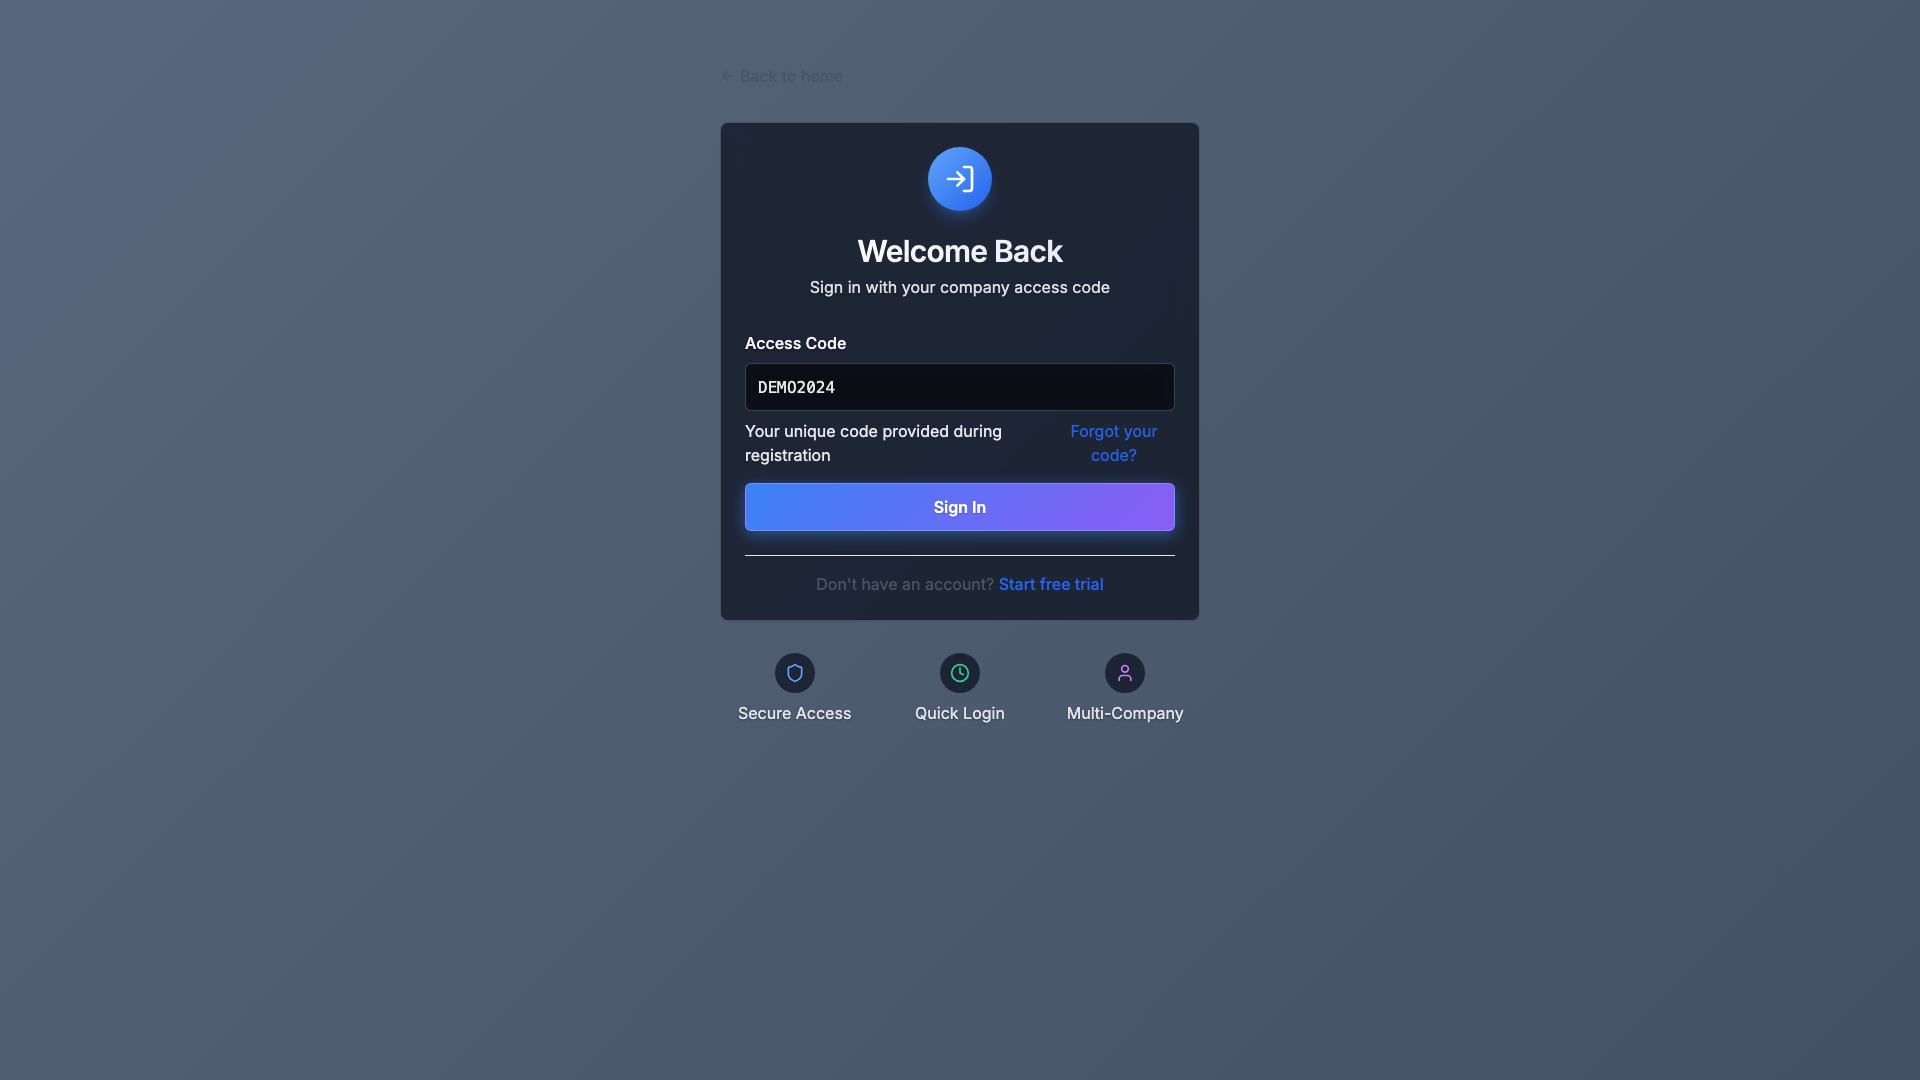 ← Back to home
Welcome Back
Sign in with your company access code
Access Code
DEMO2024
Your unique code provided during
registration
Forgot your
code?
Sign In
Don't have an account? Start free trial
Secure Access
Quick Login
Multi-Company